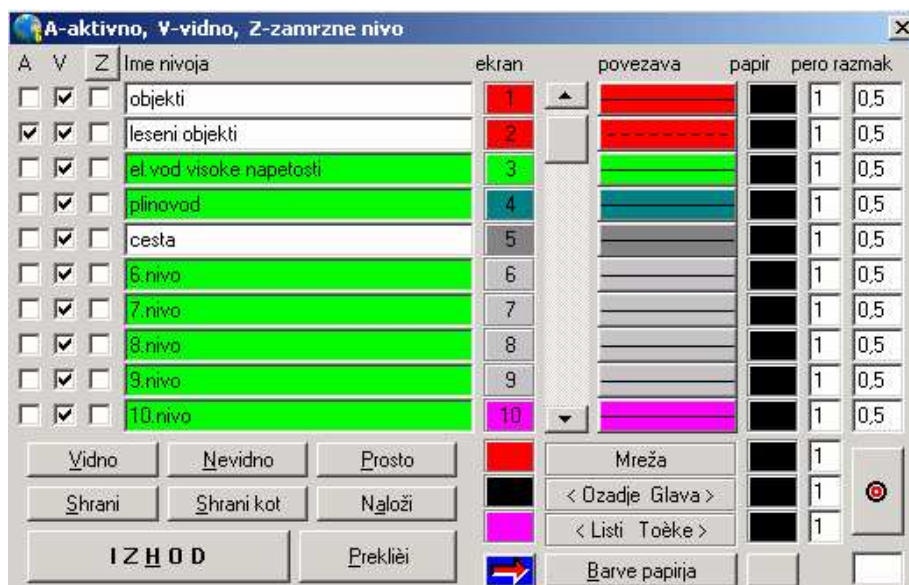 A-aktivno, V-vidno, Z-zamrzne nivo
A V Z Ime nivoja ekran povezava papir pero razmak
objekti 1 1 0,5
leseni objekti 2 1 0,5
el.vod visoke napetosti 3 1 0,5
plinovod 4 1 0,5
cesta 5 1 0,5
6.nivo 6 1 0,5
7.nivo 7 1 0,5
8.nivo 8 1 0,5
9.nivo 9 1 0,5
10.nivo 10 1 0,5
Vidno Nevidno Prosto Mreža 1
Shrani Shrani kot Naloži < Ozadje Glava > 1
< Listi Toèke > 1
I Z H O D Preklièi Barve papirja